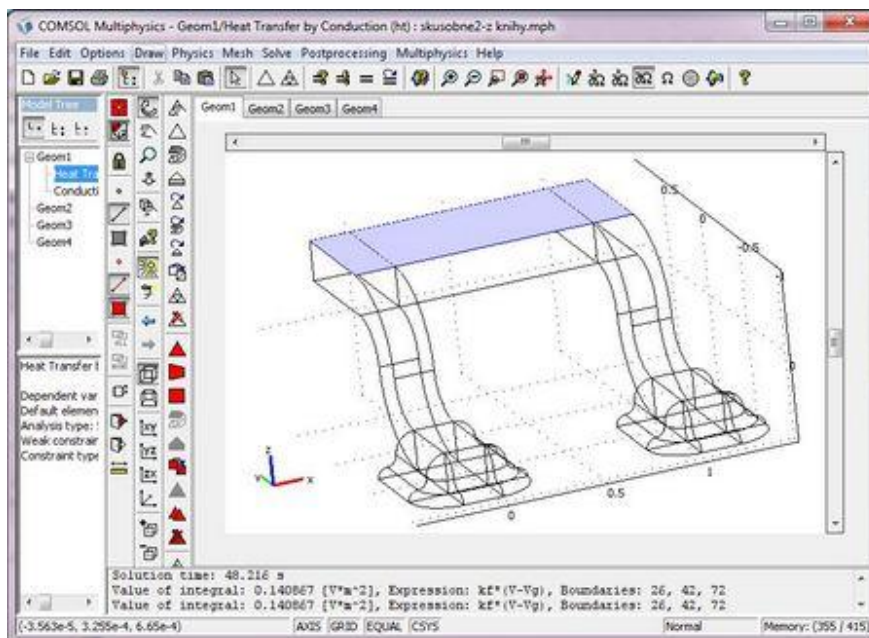 COMSOL Multiphysics - Geom1/Heat Transfer by Conduction (ht) : skusobne2-z knihy.mph
File Edit Options Draw Physics Mesh Solve Postprocessing Multiphysics Help
Model Tree
Geom1 Geom2 Geom3 Geom4
Geom1
Heat Tra
Conducti
Geom2
Geom3
Geom4
0.5
0
-0.5
-1
0
z
y
x
0
0.5
1
Heat Transfer b
Dependent var
Default elemen
Analysis type: S
Weak constrair
Constraint type
Solution time: 48.216 s
Value of integral: 0.140867 [V*m^2], Expression: kf*(V-Vg), Boundaries: 26, 42, 72
Value of integral: 0.140867 [V*m^2], Expression: kf*(V-Vg), Boundaries: 26, 42, 72
(-3.563e-5, 3.255e-4, 6.65e-4) AXIS GRID EQUAL CSYS Normal Memory: (355 / 415)